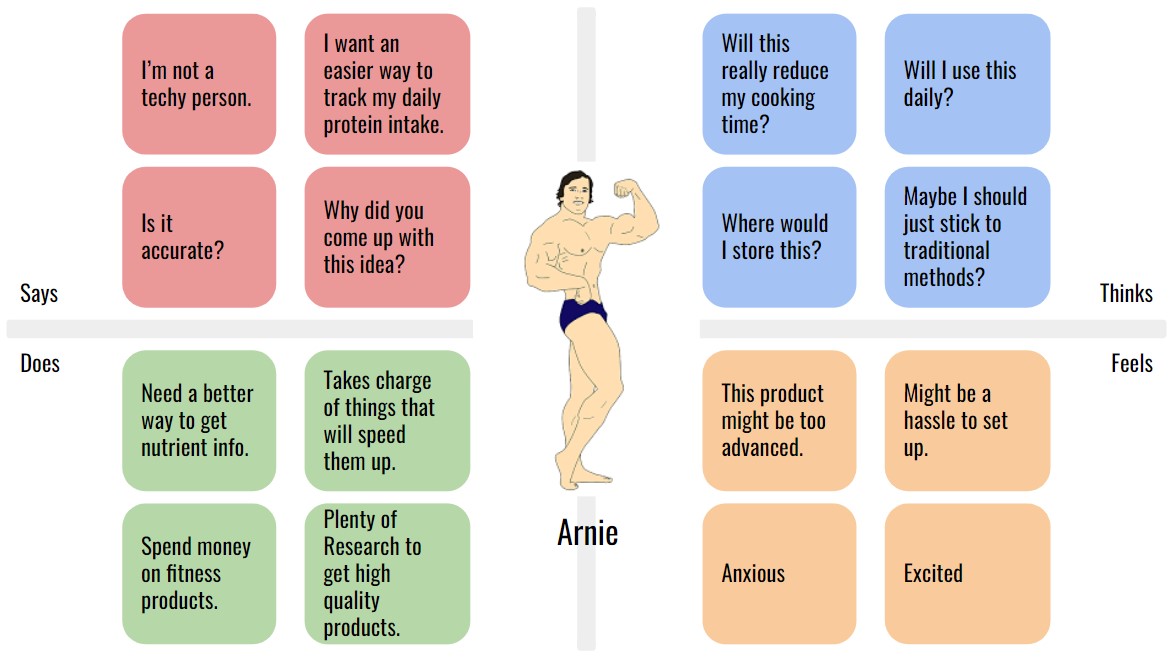 I'm not a
techy person.
I want an
easier way to
track my daily
protein intake.
Is it
accurate?
Why did you
come up with
this idea?
Says
Will this
really reduce
my cooking
time?
Will I use this
daily?
Where would
I store this?
Maybe I should
just stick to
traditional
methods?
Thinks
Does
Need a better
way to get
nutrient info.
Takes charge
of things that
will speed
them up.
Spend money
on fitness
products.
Plenty of
Research to
get high
quality
products.
Arnie
Feels
This product
might be too
advanced.
Might be a
hassle to set
up.
Anxious
Excited